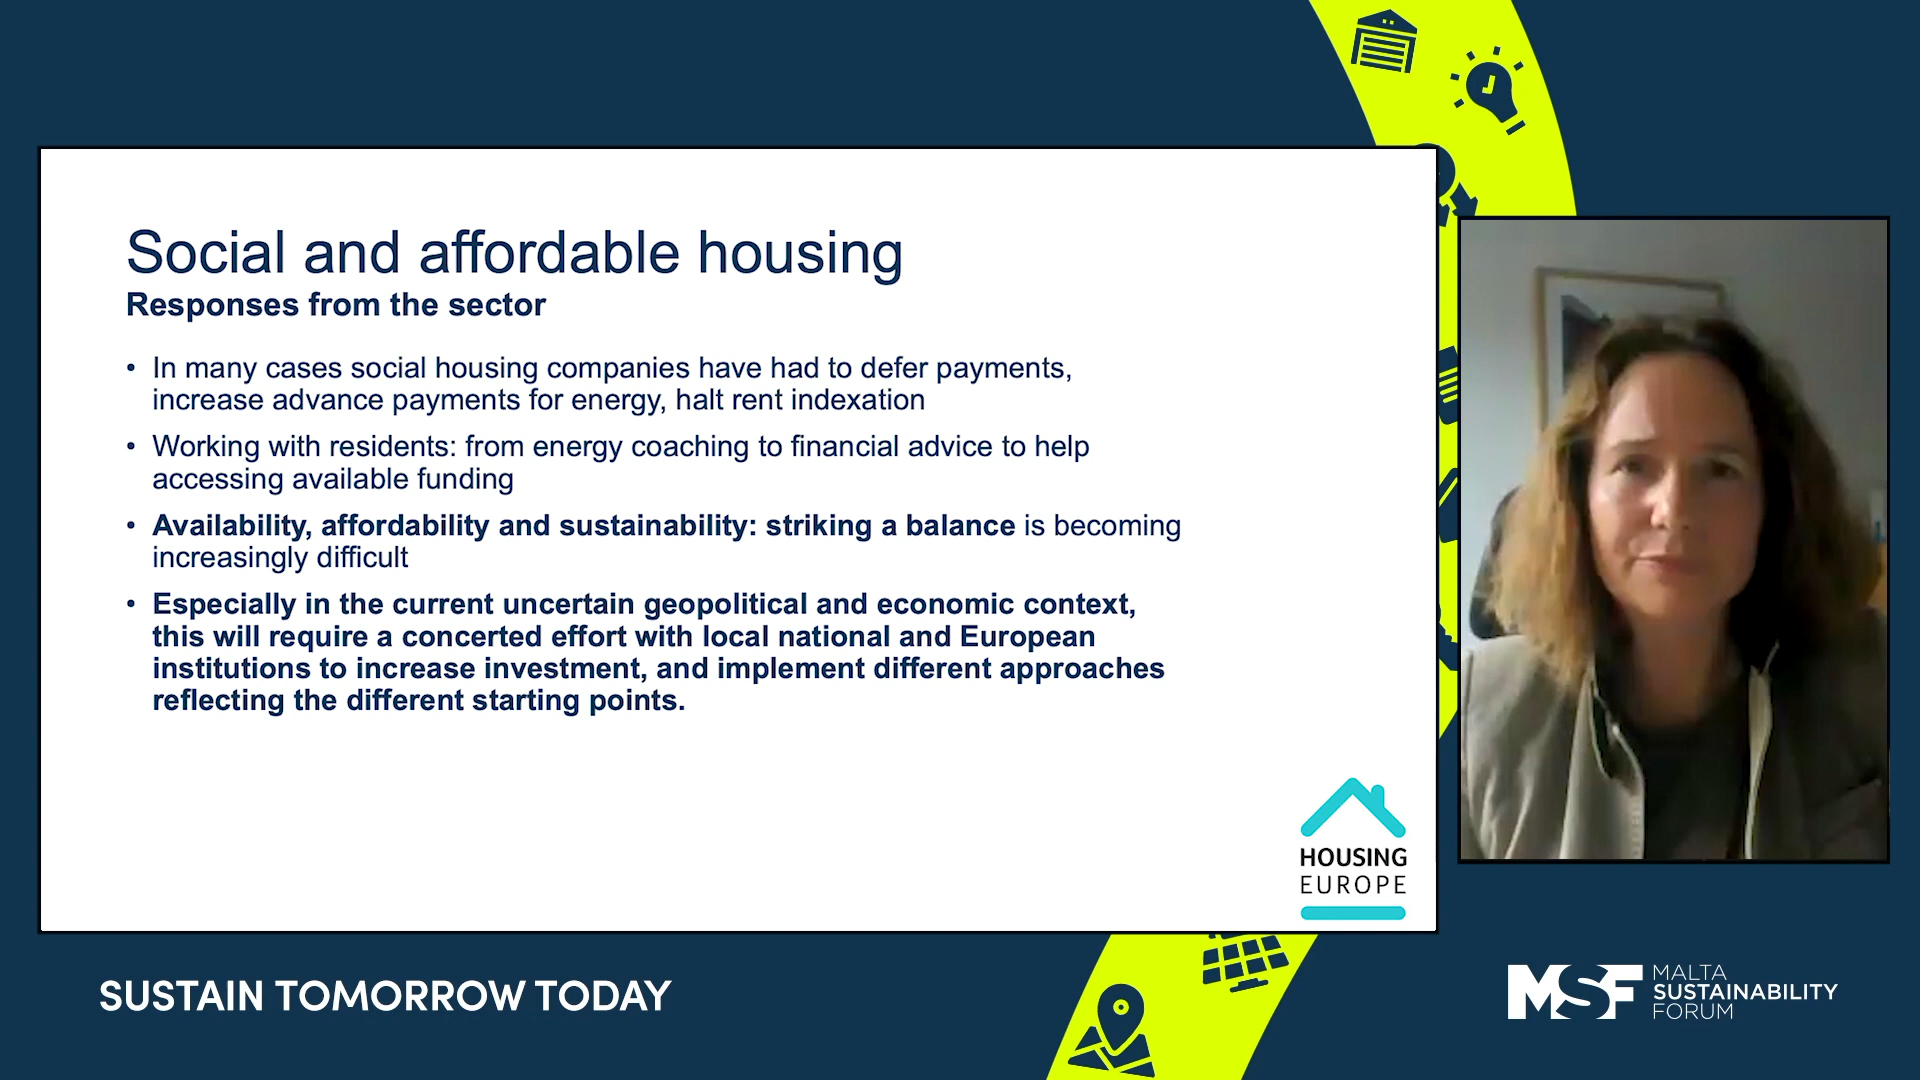 Social and affordable housing
Responses from the sector
• In many cases social housing companies have had to defer payments,
increase advance payments for energy, halt rent indexation
• Working with residents: from energy coaching to financial advice to help
accessing available funding
• Availability, affordability and sustainability: striking a balance is becoming
increasingly difficult
• Especially in the current uncertain geopolitical and economic context,
this will require a concerted effort with local national and European
institutions to increase investment, and implement different approaches
reflecting the different starting points.
HOUSING
EUROPE
SUSTAIN TOMORROW TODAY
MSF
MALTA
SUSTAINABILITY
FORUM